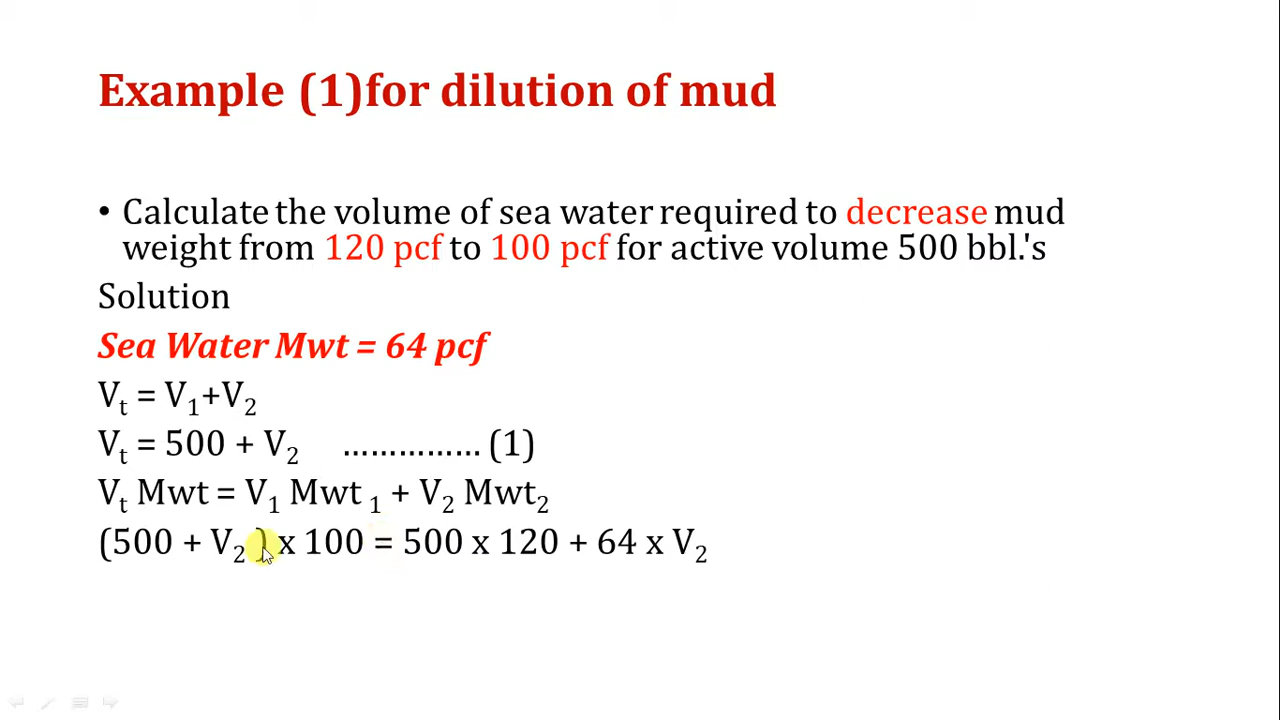 Example (1)for dilution of mud
• Calculate the volume of sea water required to decrease mud
weight from 120 pcf to 100 pcf for active volume 500 bbl.'s
Solution
Sea Water Mwt = 64 pcf
Vt = V1+V2
Vt = 500 + V2 …………… (1)
Vt Mwt = V1 Mwt 1 + V2 Mwt2
(500 + V2 ) x 100 = 500 x 120 + 64 x V2